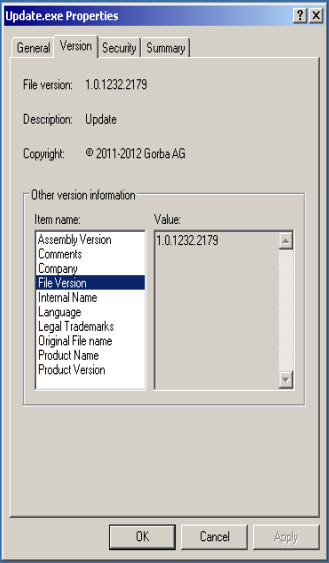 Update.exe Properties
General Version Security Summary
File version: 1.0.1232.2179
Description: Update
Copyright: © 2011-2012 Gorba AG
Other version information
Item name: Value:
Assembly Version 1.0.1232.2179
Comments
Company
File Version
Internal Name
Language
Legal Trademarks
Original File name
Product Name
Product Version
OK Cancel Apply